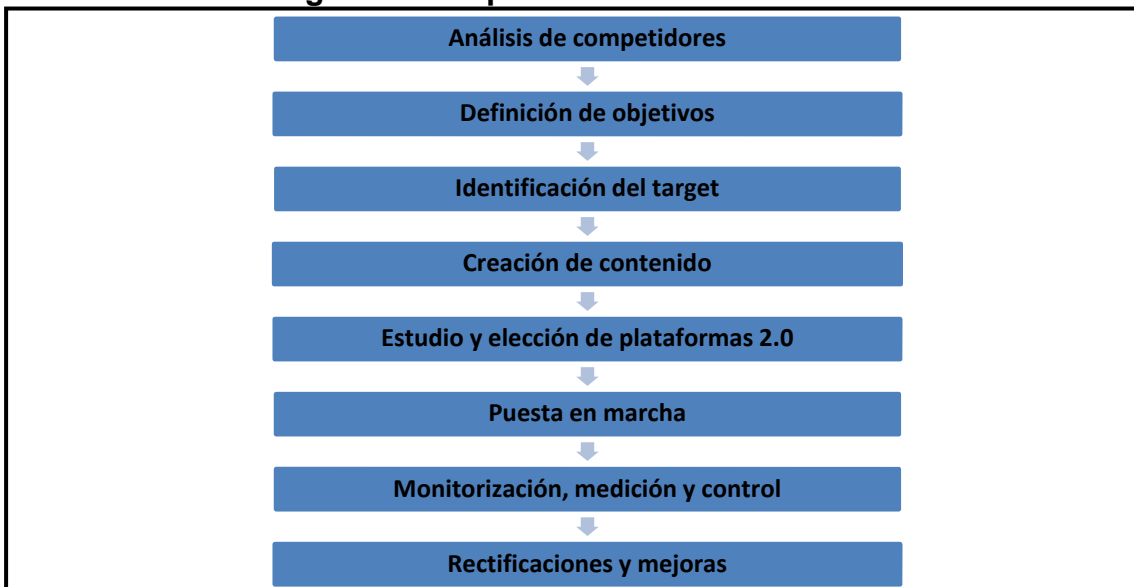 Análisis de competidores
Definición de objetivos
Identificación del target
Creación de contenido
Estudio y elección de plataformas 2.0
Puesta en marcha
Monitorización, medición y control
Rectificaciones y mejoras